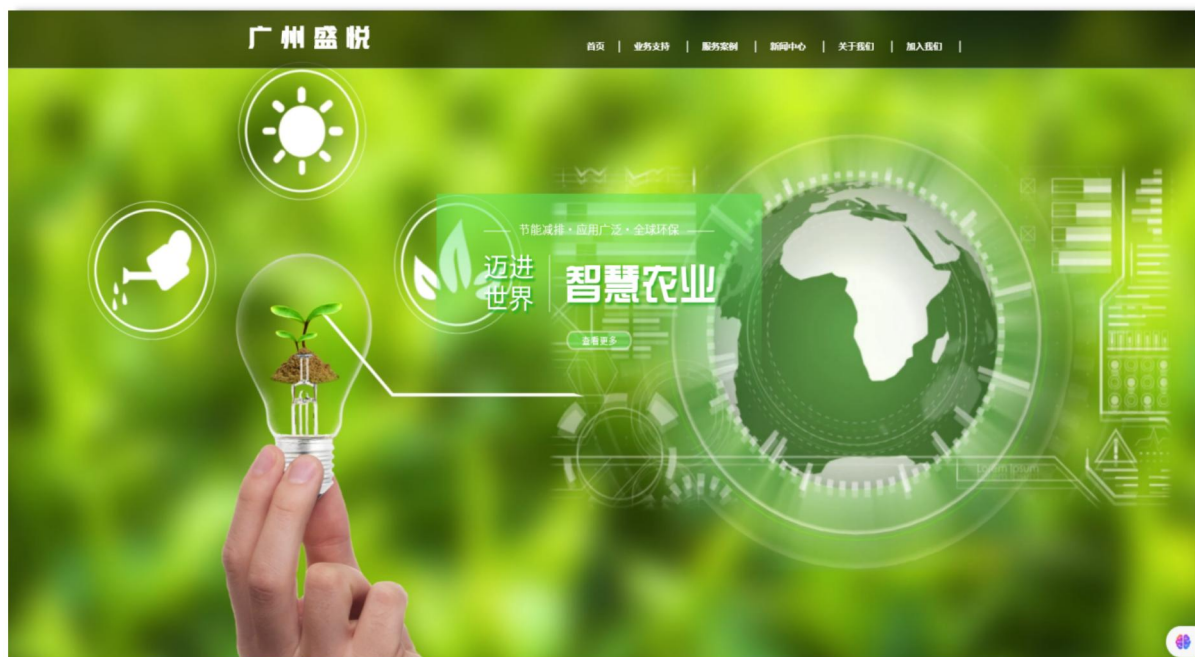 广州盛悦
首页 | 业务支持 | 服务案例 | 新闻中心 | 关于我们 | 加入我们 |
节能减排·应用广泛·全球环保
迈进
世界
智慧农业
查看更多
Lorem Ipsum